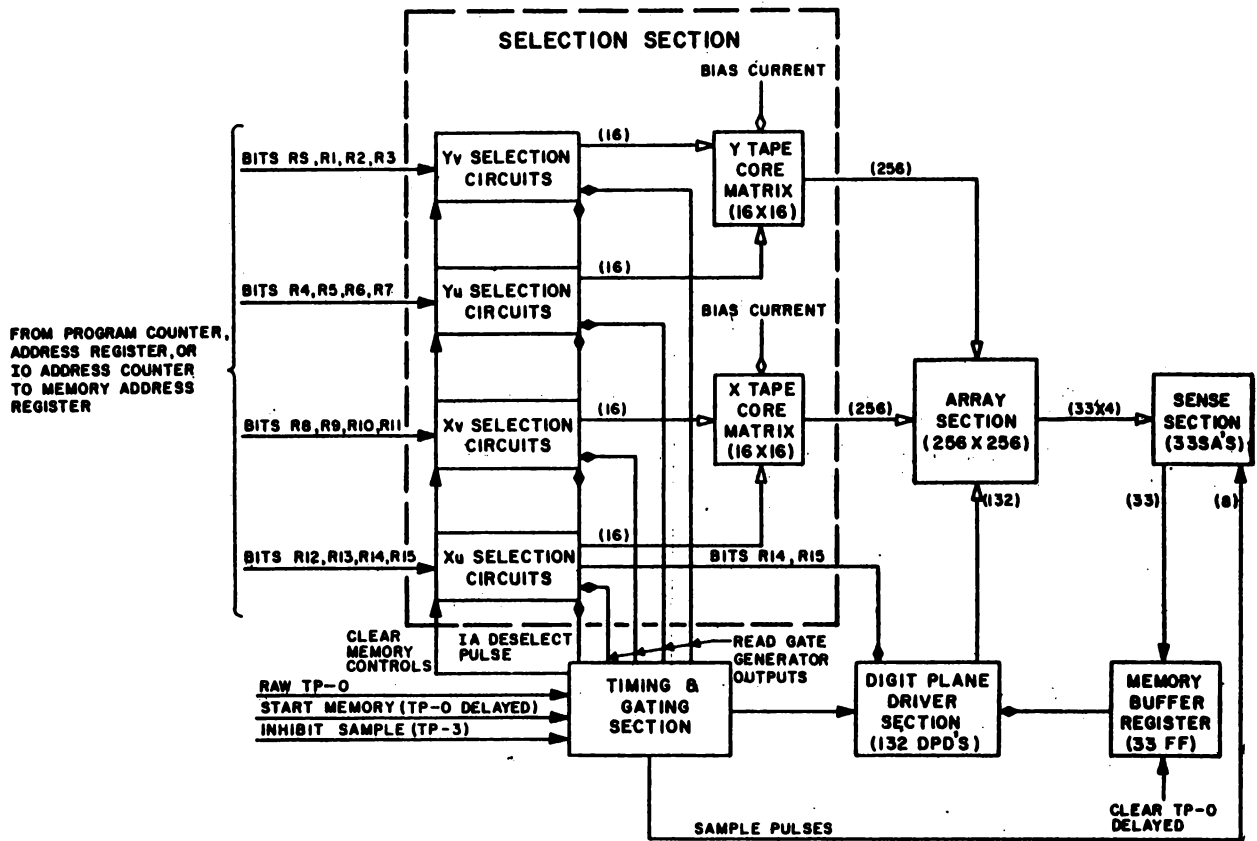 SELECTION SECTION
BIAS CURRENT
BITS RS,R1,R2,R3
Yv SELECTION
CIRCUITS
(16)
Y TAPE
CORE
MATRIX
(16X16)
(256)
BITS R4,R5,R6,R7
Yu SELECTION
CIRCUITS
(16)
BIAS CURRENT
FROM PROGRAM COUNTER,
ADDRESS REGISTER,OR
IO ADDRESS COUNTER
TO MEMORY ADDRESS
REGISTER
BITS R8,R9,R10,R11
Xv SELECTION
CIRCUITS
(16)
X TAPE
CORE
MATRIX
(16X16)
(256)
ARRAY
SECTION
(256X256)
(33X4)
SENSE
SECTION
(33SA'S)
(132)
(33)
(8)
BITS R12,R13,R14,R15
Xu SELECTION
CIRCUITS
(16)
BITS R14,R15
CLEAR
MEMORY
CONTROLS
IA DESELECT
PULSE
READ GATE
GENERATOR
OUTPUTS
RAW TP-0
START MEMORY(TP-0 DELAYED)
INHIBIT SAMPLE(TP-3)
TIMING &
GATING
SECTION
DIGIT PLANE
DRIVER
SECTION
(132 DPD'S)
MEMORY
BUFFER
REGISTER
(33 FF)
CLEAR TP-0
DELAYED
SAMPLE PULSES